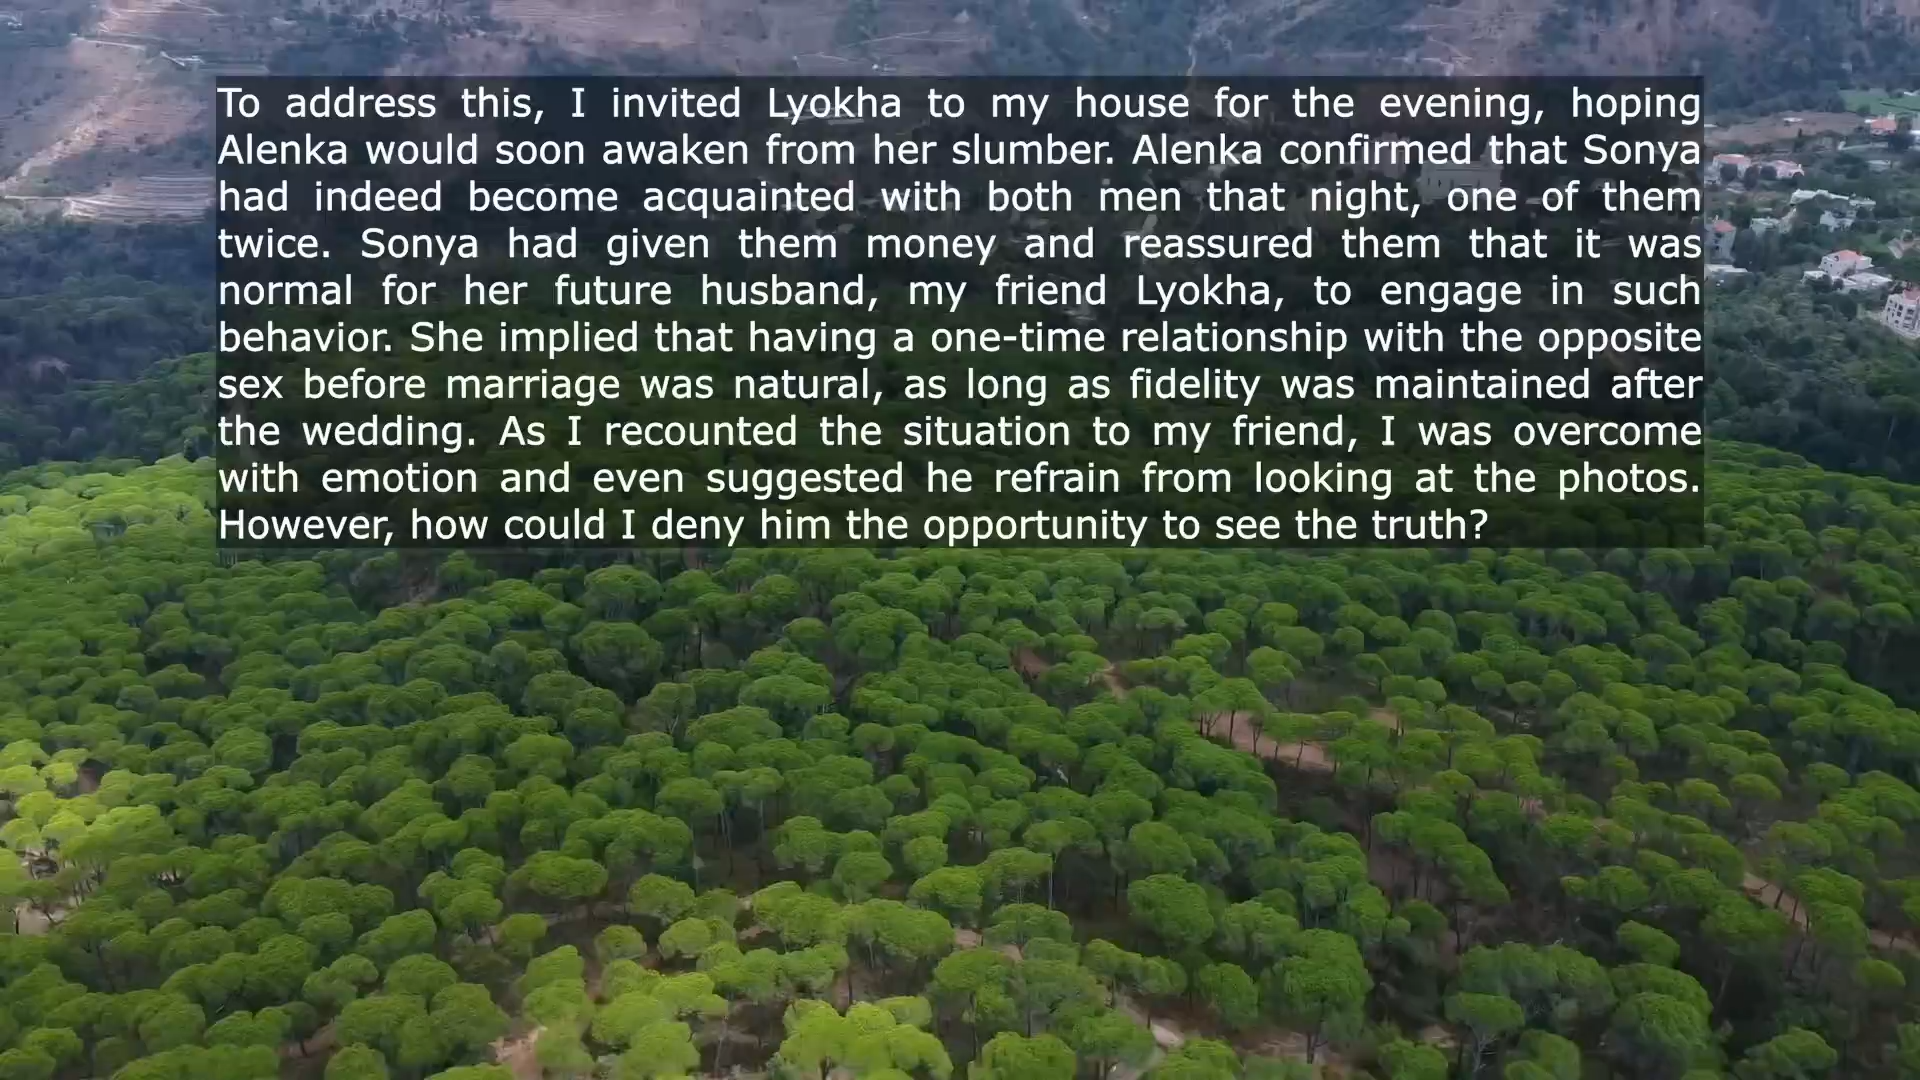 To address this, I invited Lyokha to my house for the evening, hoping
Alenka would soon awaken from her slumber. Alenka confirmed that Sonya
had indeed become acquainted with both men that night, one of them
twice. Sonya had given them money and reassured them that it was
normal for her future husband, my friend Lyokha, to engage in such
behavior. She implied that having a one-time relationship with the opposite
sex before marriage was natural, as long as fidelity was maintained after
the wedding. As I recounted the situation to my friend, I was overcome
with emotion and even suggested he refrain from looking at the photos.
However, how could I deny him the opportunity to see the truth?